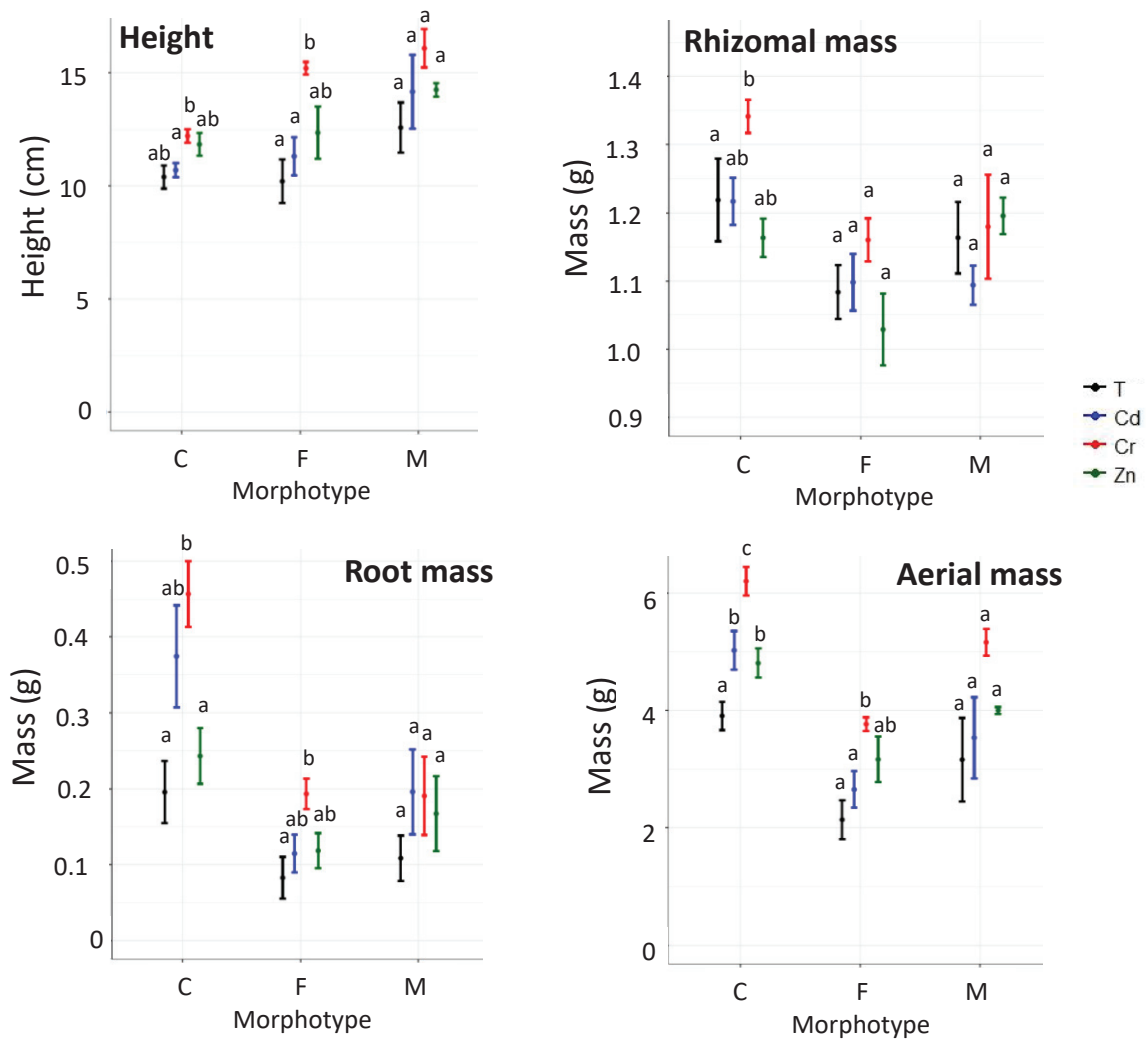 Height
Height (cm)
15
10
5
0
ab
a
b
ab
a
a
b
ab
a
a
a
a
C F M
Morphotype
Rhizomal mass
Mass (g)
1.4
1.3
1.2
1.1
1.0
0.9
a
ab
b
ab
a
a
a
a
a
a
a
a
C F M
Morphotype
T
Cd
Cr
Zn
Root mass
Mass (g)
0.5
0.4
0.3
0.2
0.1
0
a
ab
b
a
a
ab
b
ab
a
a
a
a
C F M
Morphotype
Aerial mass
Mass (g)
6
4
2
0
a
b
c
b
a
a
b
ab
a
a
a
a
C F M
Morphotype